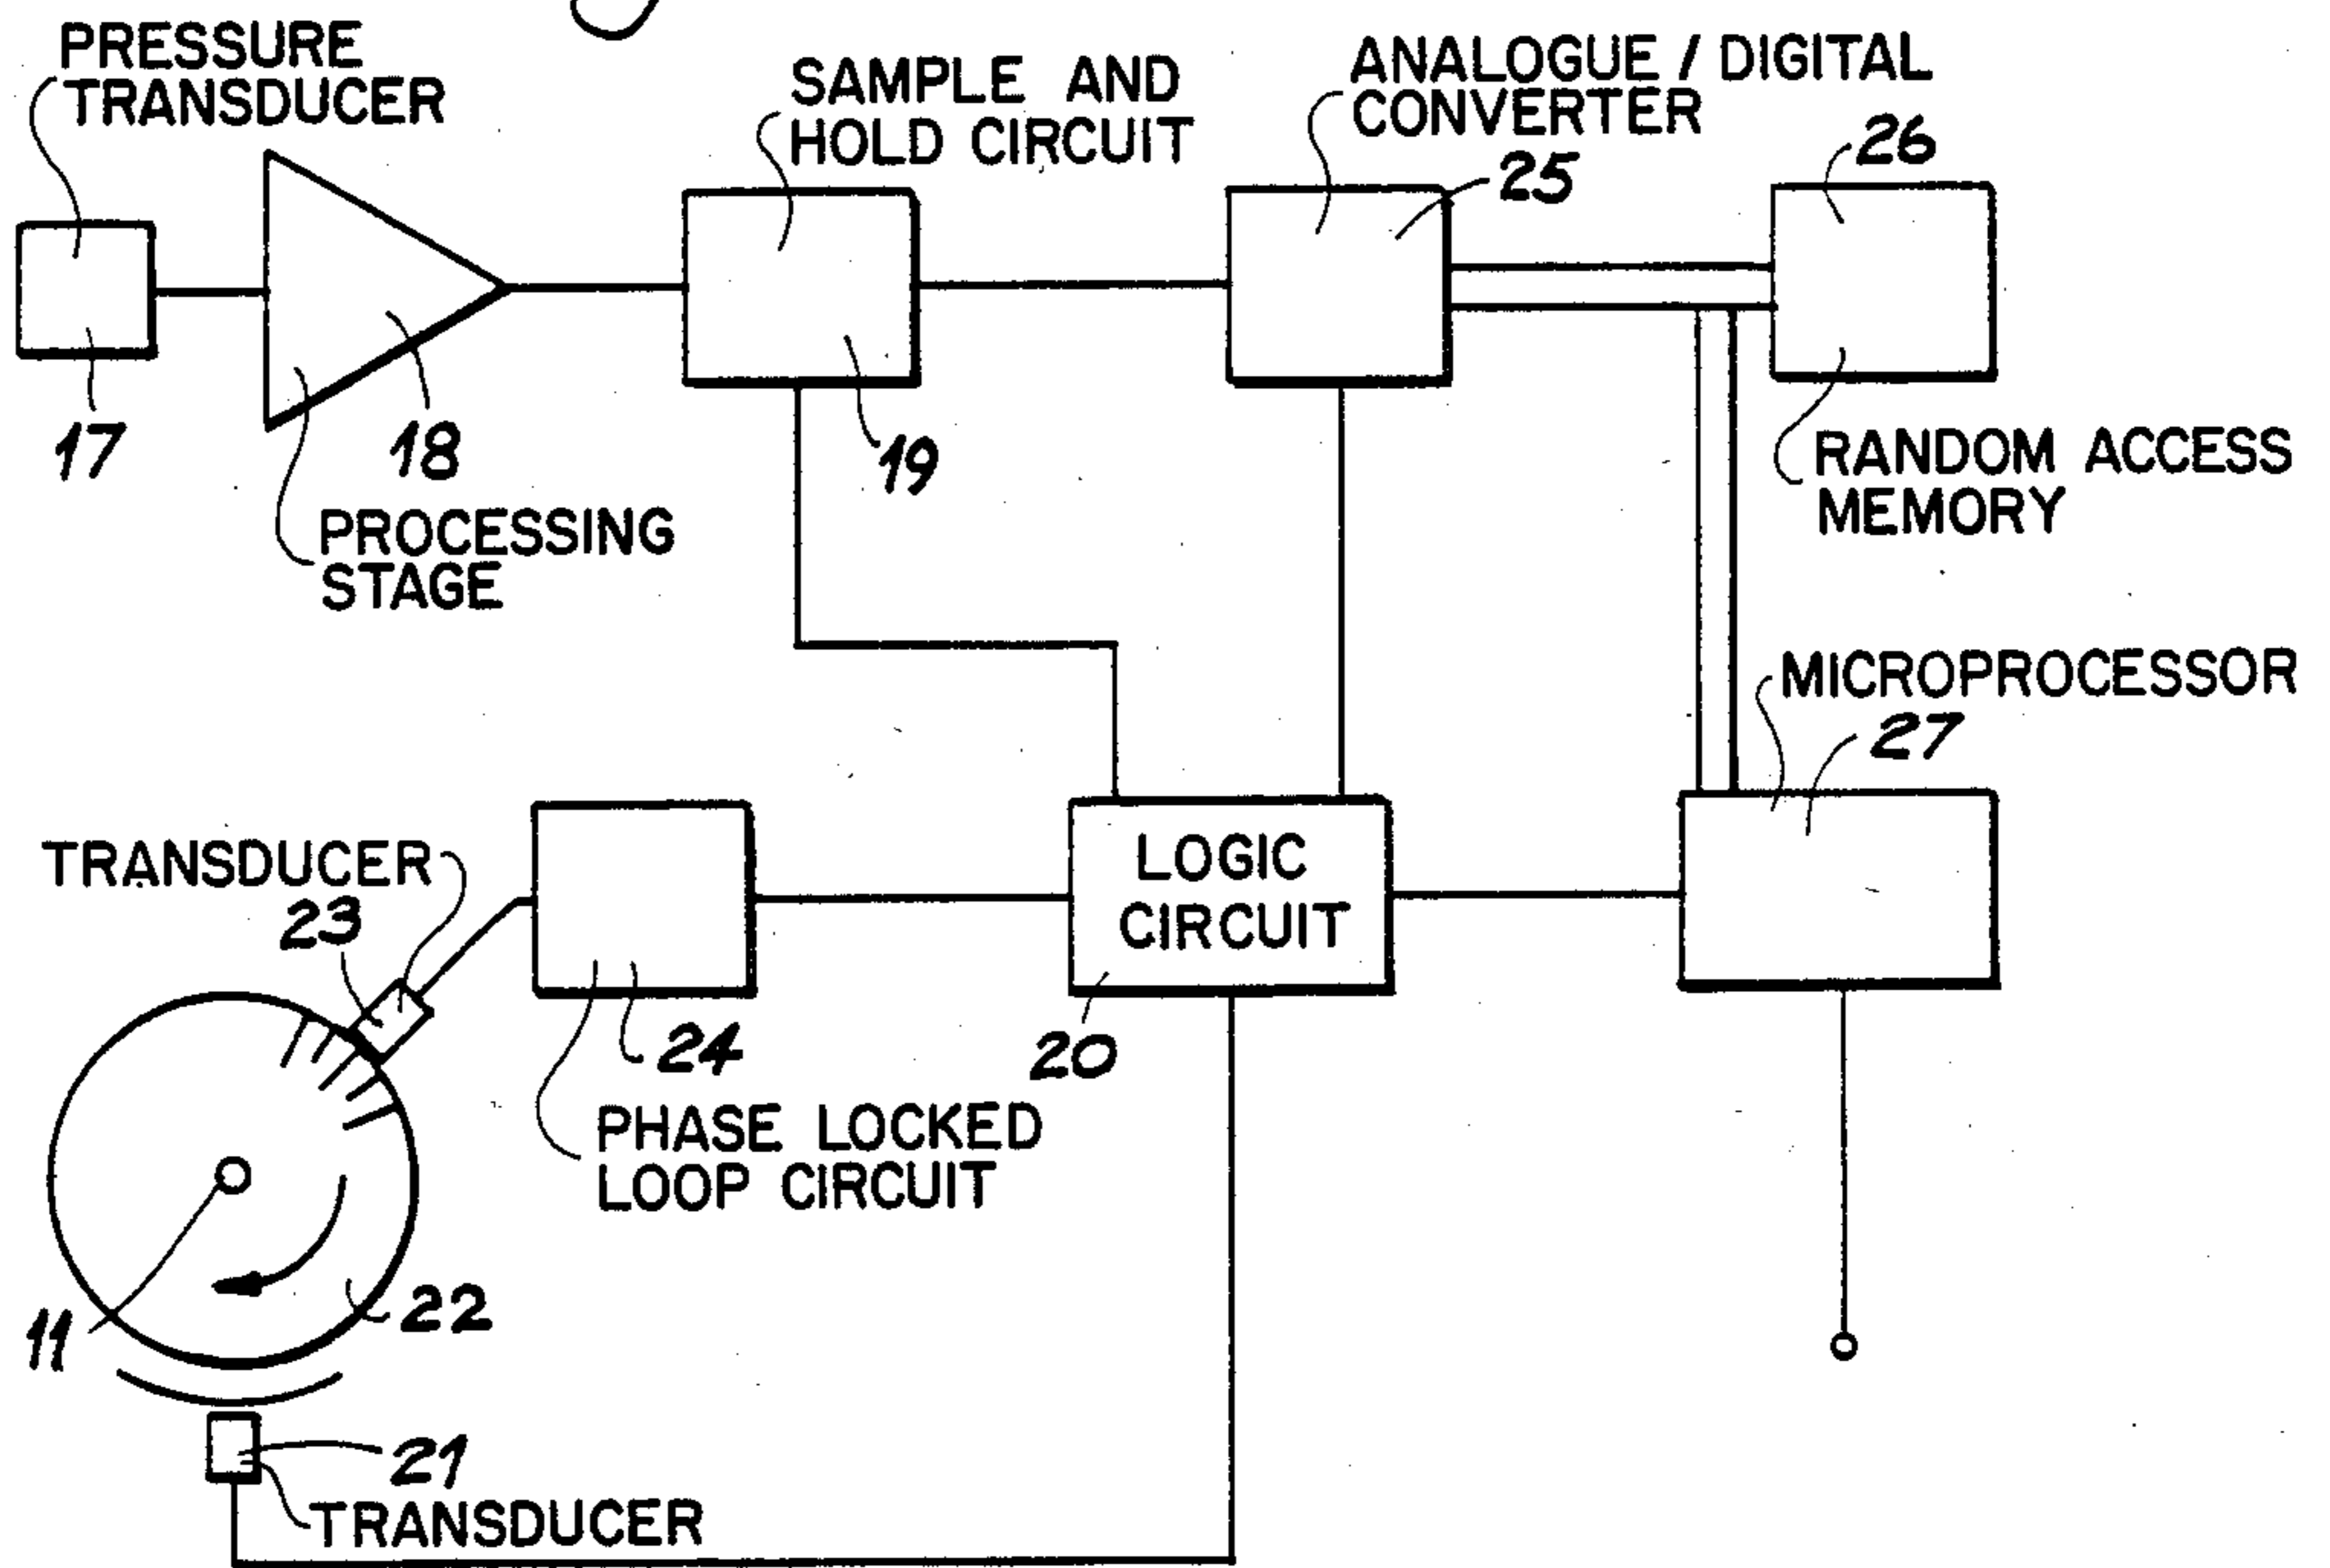 PRESSURE
TRANSDUCER
SAMPLE AND
HOLD CIRCUIT
ANALOGUE / DIGITAL
CONVERTER
25
26
17
18
19
PROCESSING
STAGE
RANDOM ACCESS
MEMORY
MICROPROCESSOR
27
TRANSDUCER
23
LOGIC
CIRCUIT
24
20
PHASE LOCKED
LOOP CIRCUIT
11
22
21
TRANSDUCER